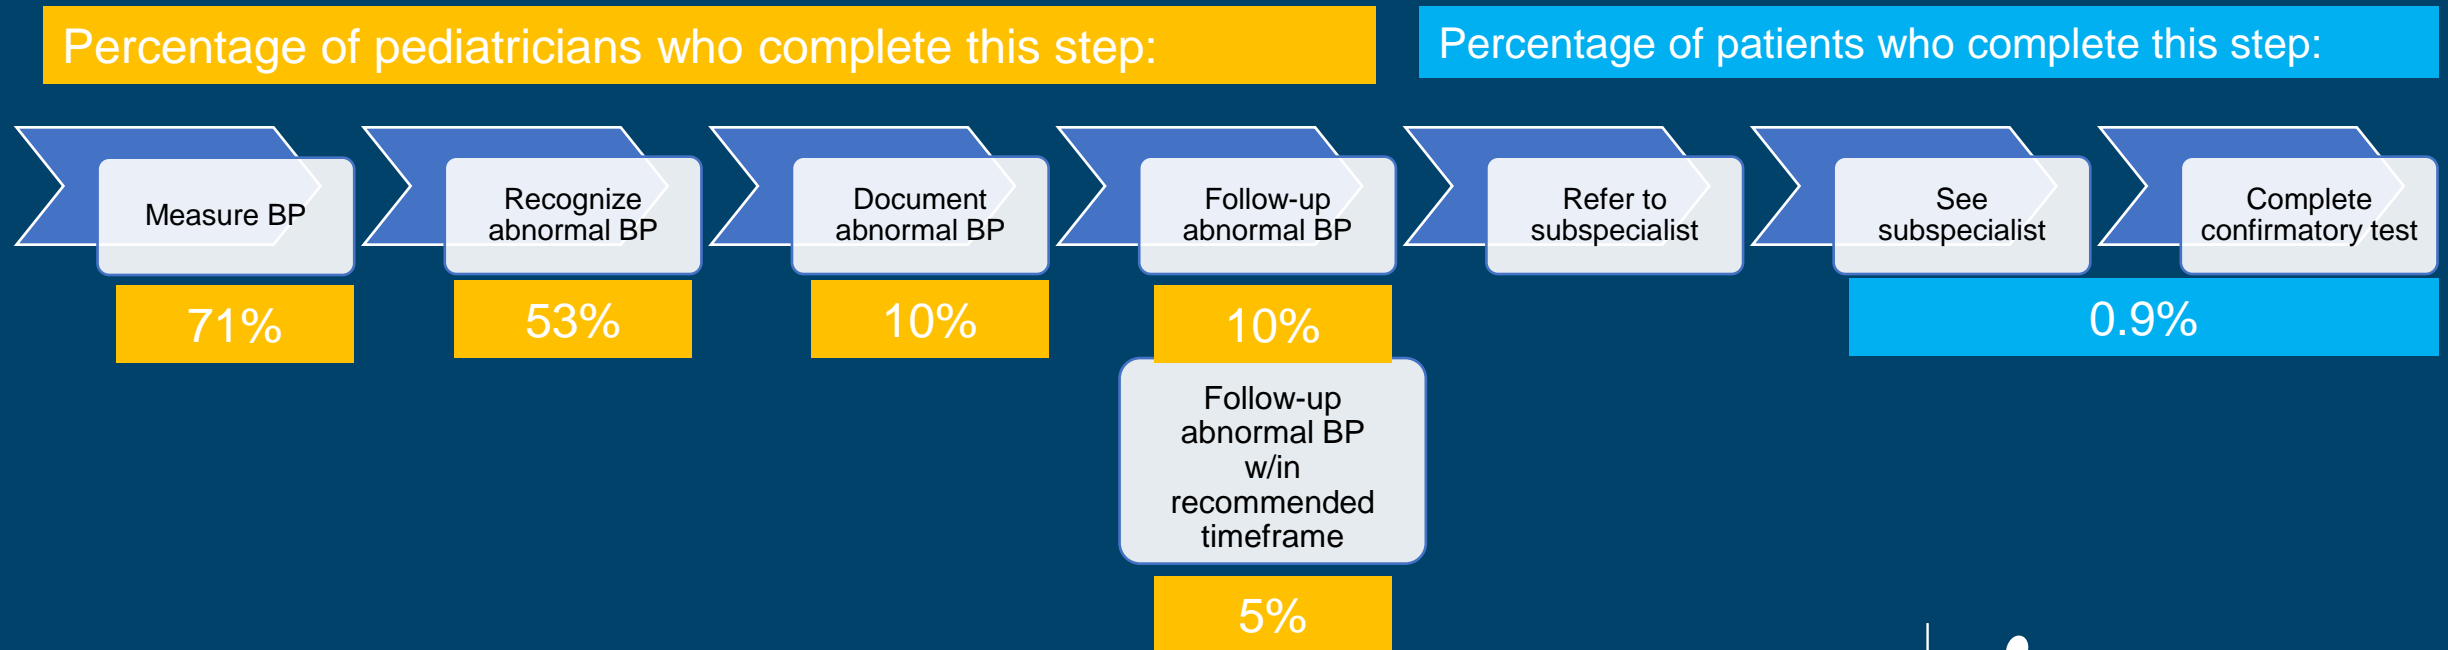 Percentage of pediatricians who complete this step:
Percentage of patients who complete this step:
Measure BP
Recognize
abnormal BP
Document
abnormal BP
Follow-up
abnormal BP
Refer to
subspecialist
See
subspecialist
Complete
confirmatory test
71%
53%
10%
10%
0.9%
Follow-up
abnormal BP
w/in
recommended
timeframe
5%